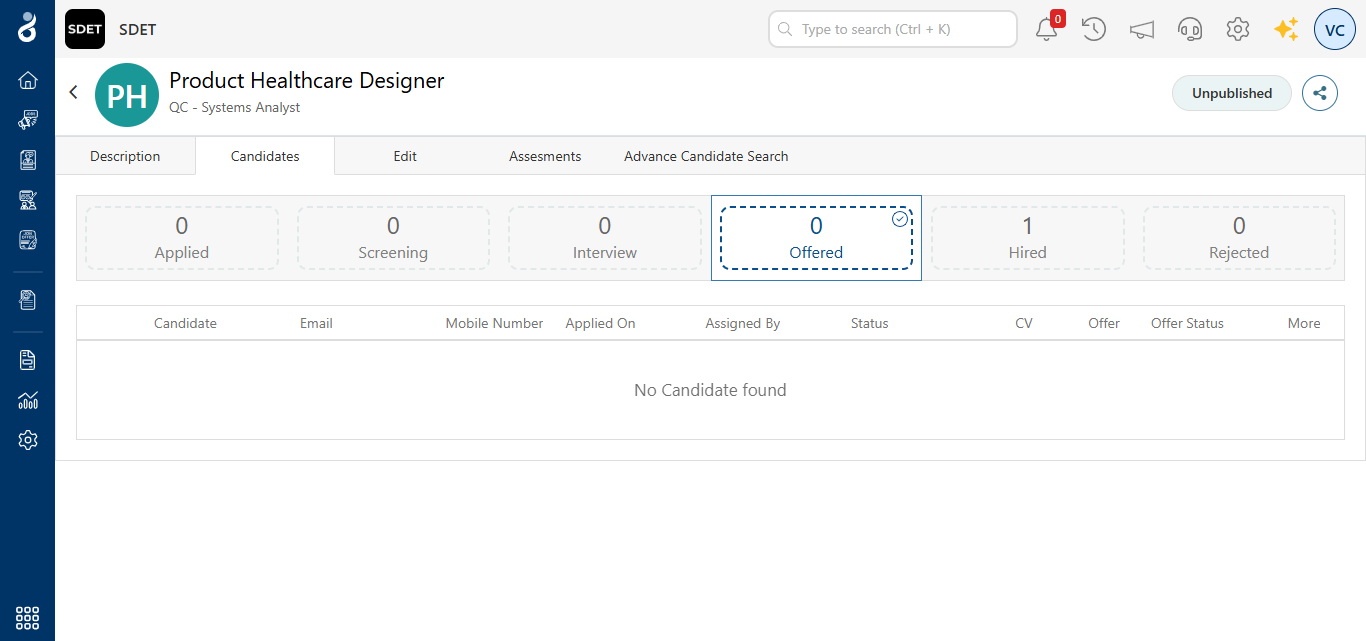 SDET SDET Type to search (Ctrl + K) 0 VC
PH Product Healthcare Designer
QC - Systems Analyst
Unpublished
Description Candidates Edit Assesments Advance Candidate Search
0 0 0 0 1 0
Applied Screening Interview Offered Hired Rejected
Candidate Email Mobile Number Applied On Assigned By Status CV Offer Offer Status More
No Candidate found